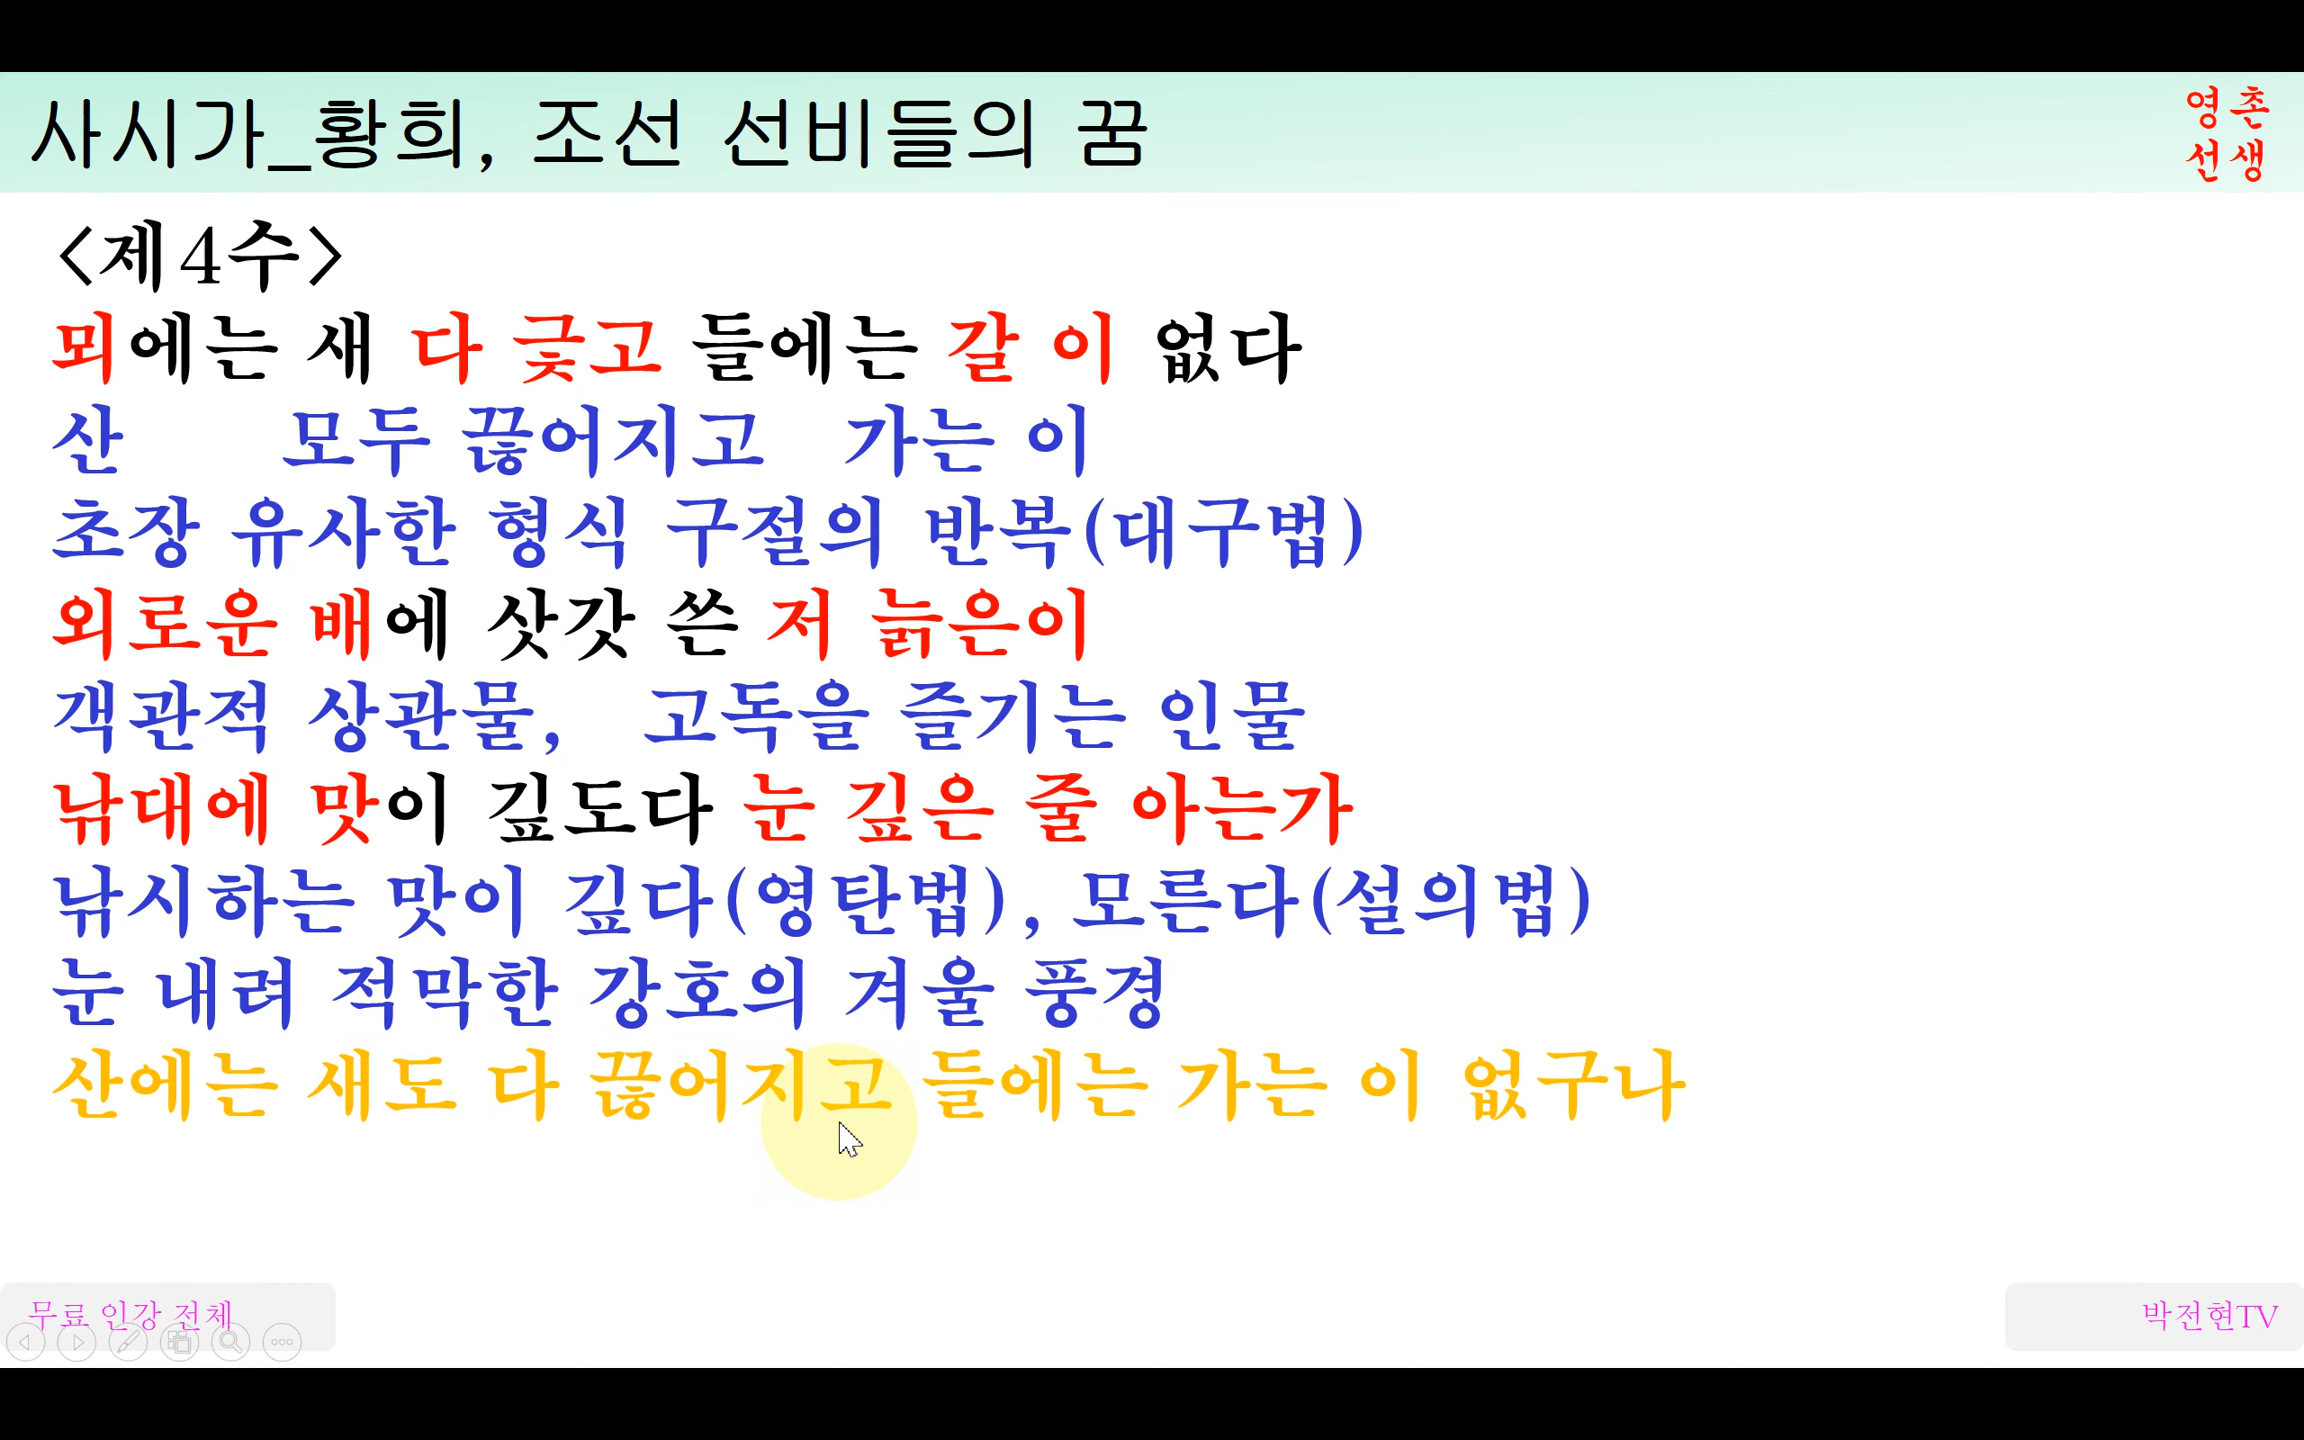 사시가_황희, 조선 선비들의 꿈
영촌
선생
<제4수>
뫼에는 새 다 긏고 들에는 갈 이 없다
산 모두 끊어지고 가는 이
초장 유사한 형식 구절의 반복(대구법)
외로운 배에 삿갓 쓴 저 늙은이
객관적 상관물, 고독을 즐기는 인물
낚대에 맛이 깊도다 눈 깊은 줄 아는가
낚시하는 맛이 깊다(영탄법), 모른다(설의법)
눈 내려 적막한 강호의 겨울 풍경
산에는 새도 다 끊어지고 들에는 가는 이 없구나
무료 인강 전체
박전현TV